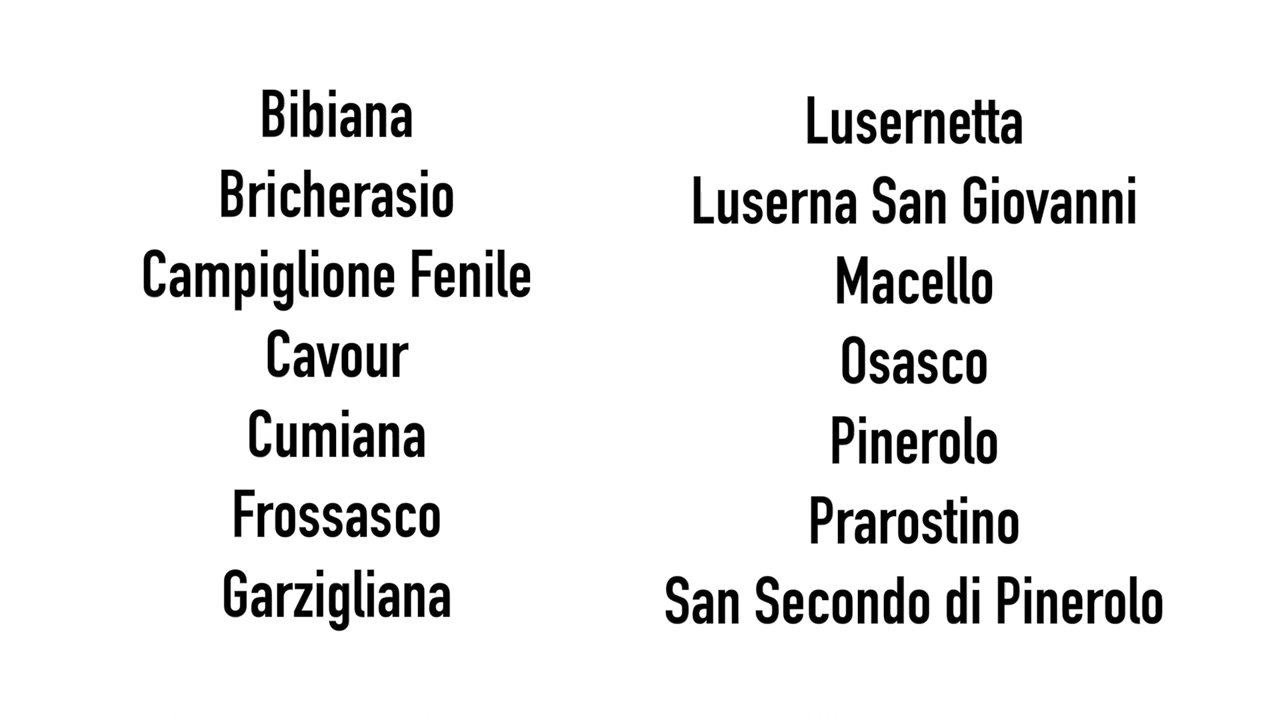 Bibiana
Bricherasio
Campiglione Fenile
Cavour
Cumiana
Frossasco
Garzigliana
Lusernetta
Luserna San Giovanni
Macello
Osasco
Pinerolo
Prarostino
San Secondo di Pinerolo